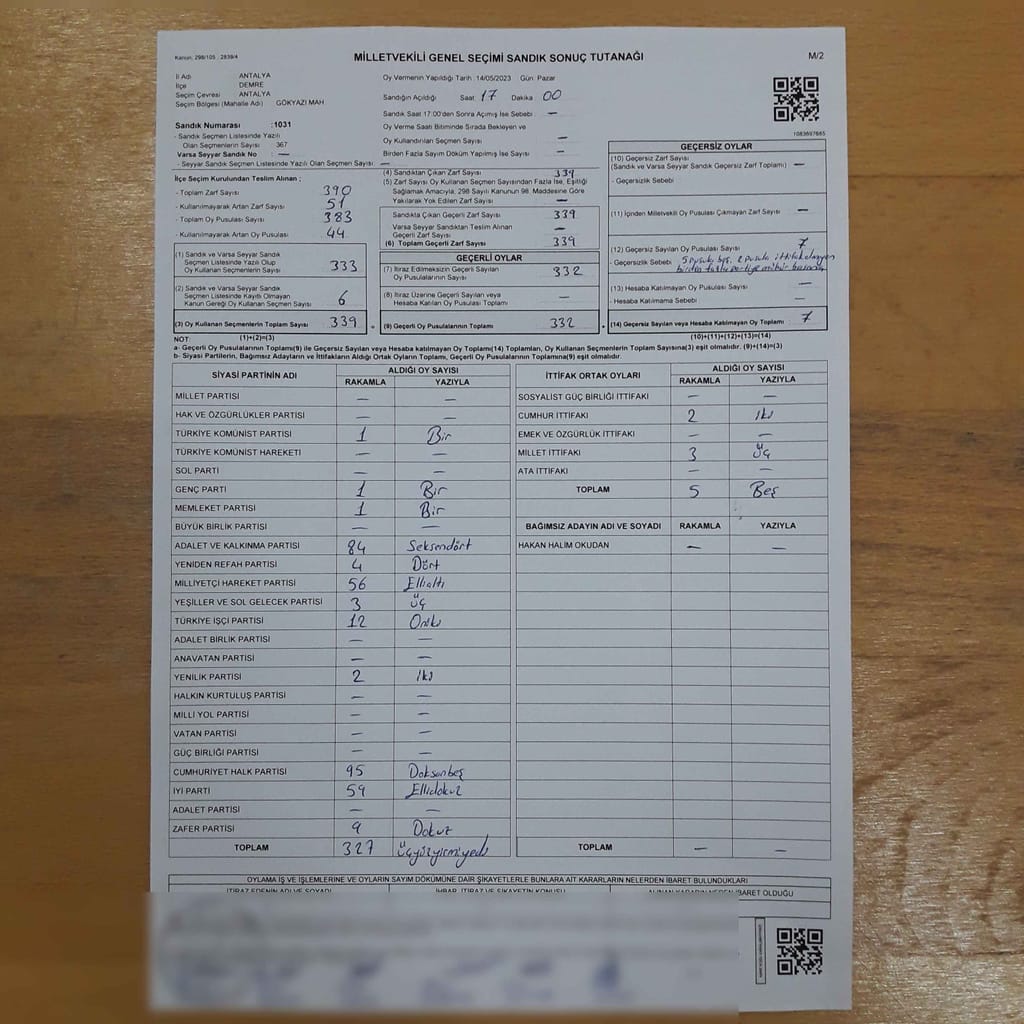 Kanun: 298/105 : 2839/4
MİLLETVEKİLİ GENEL SEÇİMİ SANDIK SONUÇ TUTANAĞI
M/2
İl Adı ANTALYA
İlçe DEMRE
Seçim Çevresi ANTALYA
Seçim Bölgesi (Mahalle Adı) GÖKYAZI MAH
Sandık Numarası :1031
- Sandık Seçmen Listesinde Yazılı
Olan Seçmenlerin Sayısı 367
Varsa Seyyar Sandık No : —
- Seyyar Sandık Seçmen Listesinde Yazılı Olan Seçmen Sayısı : —
Oy Vermenin Yapıldığı Tarih : 14/05/2023 Gün: Pazar
Sandığın Açıldığı Saat 17 Dakika 00
Sandık Saat 17:00'den Sonra Açılmış İse Sebebi : —
Oy Verme Saati Bitiminde Sırada Bekleyen ve
Oy Kullandırılan Seçmen Sayısı —
Birden Fazla Sayım Döküm Yapılmış İse Sayısı —
1083697665
İlçe Seçim Kurulundan Teslim Alınan ;
- Toplam Zarf Sayısı 390
- Kullanılmayarak Artan Zarf Sayısı 51
- Toplam Oy Pusulası Sayısı 383
- Kullanılmayarak Artan Oy Pusulası 44
(1) Sandık ve Varsa Seyyar Sandık
Seçmen Listesinde Yazılı Olup
Oy Kullanan Seçmenlerin Sayısı 333
(2) Sandık ve Varsa Seyyar Sandık
Seçmen Listesinde Kayıtlı Olmayan
Kanun Gereği Oy Kullanan Seçmen Sayısı 6
(3) Oy Kullanan Seçmenlerin Toplam Sayısı 339
(4) Sandıktan Çıkan Zarf Sayısı 339
(5) Zarf Sayısı Oy Kullanan Seçmen Sayısından Fazla İse, Eşitliği
Sağlamak Amacıyla, 298 Sayılı Kanunun 98. Maddesine Göre
Yakılarak Yok Edilen Zarf Sayısı —
Sandıkla Çıkan Geçerli Zarf Sayısı 339
Varsa Seyyar Sandıktan Teslim Alınan
Geçerli Zarf Sayısı —
(6) Toplam Geçerli Zarf Sayısı 339
GEÇERLİ OYLAR
(7) İtiraz Edilmeksizin Geçerli Sayılan
Oy Pusulalarının Sayısı 332
(8) İtiraz Üzerine Geçerli Sayılan veya
Hesaba Katılan Oy Pusulası Toplamı —
(9) Geçerli Oy Pusulalarının Toplamı 332
GEÇERSİZ OYLAR
(10) Geçersiz Zarf Sayısı
(Sandık ve Varsa Seyyar Sandık Geçersiz Zarf Toplamı) —
- Geçersizlik Sebebi
(11) İçinden Milletvekili Oy Pusulası Çıkmayan Zarf Sayısı —
(12) Geçersiz Sayılan Oy Pusulası Sayısı 7
- Geçersizlik Sebebi : 5 pusula boş, 2 pusula ittifak olmayan
birden fazla partiye mühür basılmış
(13) Hesaba Katılmayan Oy Pusulası Sayısı —
- Hesaba Katılmama Sebebi —
(14) Geçersiz Sayılan veya Hesaba Katılmayan Oy Toplamı 7
NOT: (1)+(2)=(3) (10)+(11)+(12)+(13)=(14)
a- Geçerli Oy Pusulalarının Toplamı(9) ile Geçersiz Sayılan veya Hesaba Katılmayan Oy Toplamı(14) Toplamları, Oy Kullanan Seçmenlerin Toplam Sayısına(3) eşit olmalıdır. (9)+(14)=(3)
b- Siyasi Partilerin, Bağımsız Adayların ve İttifakların Aldığı Ortak Oyların Toplamı, Geçerli Oy Pusulalarının Toplamına(9) eşit olmalıdır.
SİYASİ PARTİNİN ADI ALDIĞI OY SAYISI
RAKAMLA YAZIYLA
MİLLET PARTİSI — —
HAK VE ÖZGÜRLÜKLER PARTİSİ — —
TÜRKİYE KOMÜNİST PARTİSI 1 Bir
TÜRKİYE KOMÜNİST HAREKETİ — —
SOL PARTİ — —
GENÇ PARTİ 1 Bir
MEMLEKET PARTİSİ 1 Bir
BÜYÜK BİRLİK PARTİSİ — —
ADALET VE KALKINMA PARTİSİ 84 Seksendört
YENİDEN REFAH PARTİSİ 4 Dört
MİLLİYETÇİ HAREKET PARTİSİ 56 Ellialtı
YEŞİLLER VE SOL GELECEK PARTİSİ 3 üç
TÜRKİYE İŞÇİ PARTİSİ 12 Oniki
ADALET BİRLİK PARTİSİ — —
ANAVATAN PARTİSİ — —
YENİLİK PARTİSİ 2 iki
HALKIN KURTULUŞ PARTİSİ — —
MİLLİ YOL PARTİSİ — —
VATAN PARTİSİ — —
GÜÇ BİRLİĞİ PARTİSİ — —
CUMHURİYET HALK PARTİSİ 95 Doksanbeş
İYİ PARTİ 59 Ellidokuz
ADALET PARTİSİ — —
ZAFER PARTİSİ 9 Dokuz
TOPLAM 327 üçyüzyirmiyedi
İTTİFAK ORTAK OYLARI ALDIĞI OY SAYISI
RAKAMLA YAZIYLA
SOSYALİST GÜÇ BİRLİĞİ İTTİFAKI — —
CUMHUR İTTİFAKI 2 iki
EMEK VE ÖZGÜRLÜK İTTİFAKI — —
MİLLET İTTİFAKI 3 üç
ATA İTTİFAKI — —
TOPLAM 5 Beş
BAĞIMSIZ ADAYIN ADI VE SOYADI RAKAMLA YAZIYLA
HAKAN HALİM OKUDAN — —
TOPLAM — —
OYLAMA İŞ VE İŞLEMLERİNE VE OYLARIN SAYIM DÖKÜMÜNE DAİR ŞİKAYETLERLE BUNLARA AİT KARARLARIN NELERDEN İBARET BULUNDUKLARI
İTİRAZ EDENİN ADI VE SOYADI İHBAR, İTİRAZ VE ŞİKAYETİN KONUSU ALINAN KARARIN NEDEN İBARET OLDUĞU